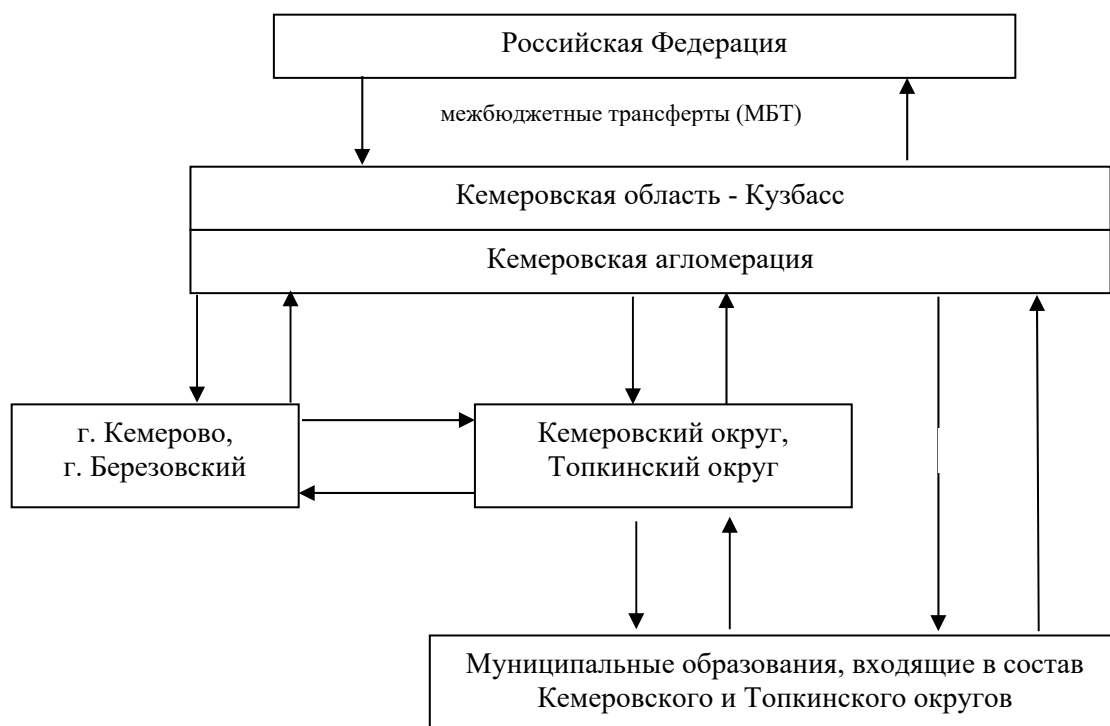 Российская Федерация
межбюджетные трансферты (МБТ)
Кемеровская область - Кузбасс
Кемеровская агломерация
г. Кемерово,
г. Березовский
Кемеровский округ,
Топкинский округ
Муниципальные образования, входящие в состав
Кемеровского и Топкинского округов